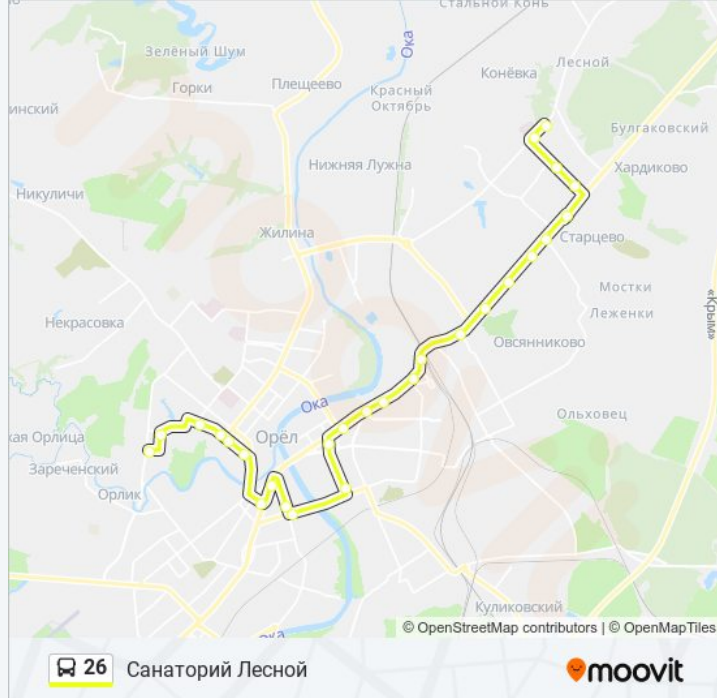 Стальной Конь
Ока
Зелёный Шум
Лесной
Конёвка
Горки
Плещеево
Красный
Октябрь
инский
Булгаковский
Нижняя Лужна
Хардиково
Никуличи
Жилина
Старцево
Мостки
«Крым»
Леженки
Некрасовка
Овсянниково
Ока
Ольховец
кая Орлица
Орёл
Зареченский
Орлик
Куликовский
© OpenStreetMap contributors | © OpenMapTiles
Ока
26 Санаторий Лесной
moovit